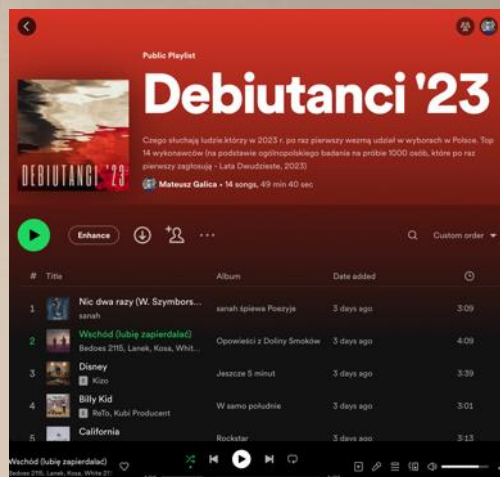 Public Playlist
Debiutanci '23
Czego słuchają ludzie.którzy w 2023 r. po raz pierwszy wezmą udział w wyborach w Polsce. Top
14 wykonawców (na podstawie ogólnopolskiego badania na próbie 1000 osób, które po raz
pierwszy zagłosują - Lata Dwudzieste, 2023)
DEBIUTANCI '23
Mateusz Galica • 14 songs, 49 min 40 sec
Enhance
Custom order
# Title Album Date added
1 Nic dwa razy (W. Szymbors... sanah śpiewa Poezyje 3 days ago 3:09
sanah
2 Wschód (lubię zapierdalać) Opowieści z Doliny Smoków 3 days ago 4:09
Bedoes 2115, Lanek, Kosa, Whit...
3 Disney Jeszcze 5 minut 3 days ago 3:39
E Kizo
4 Billy Kid W samo południe 3 days ago 3:01
E ReTo, Kubi Producent
5 California Rockstar 3 days ago 3:13
Wschód (lubię zapierdalać)
Bedoes 2115, Lanek, Kosa, White 21